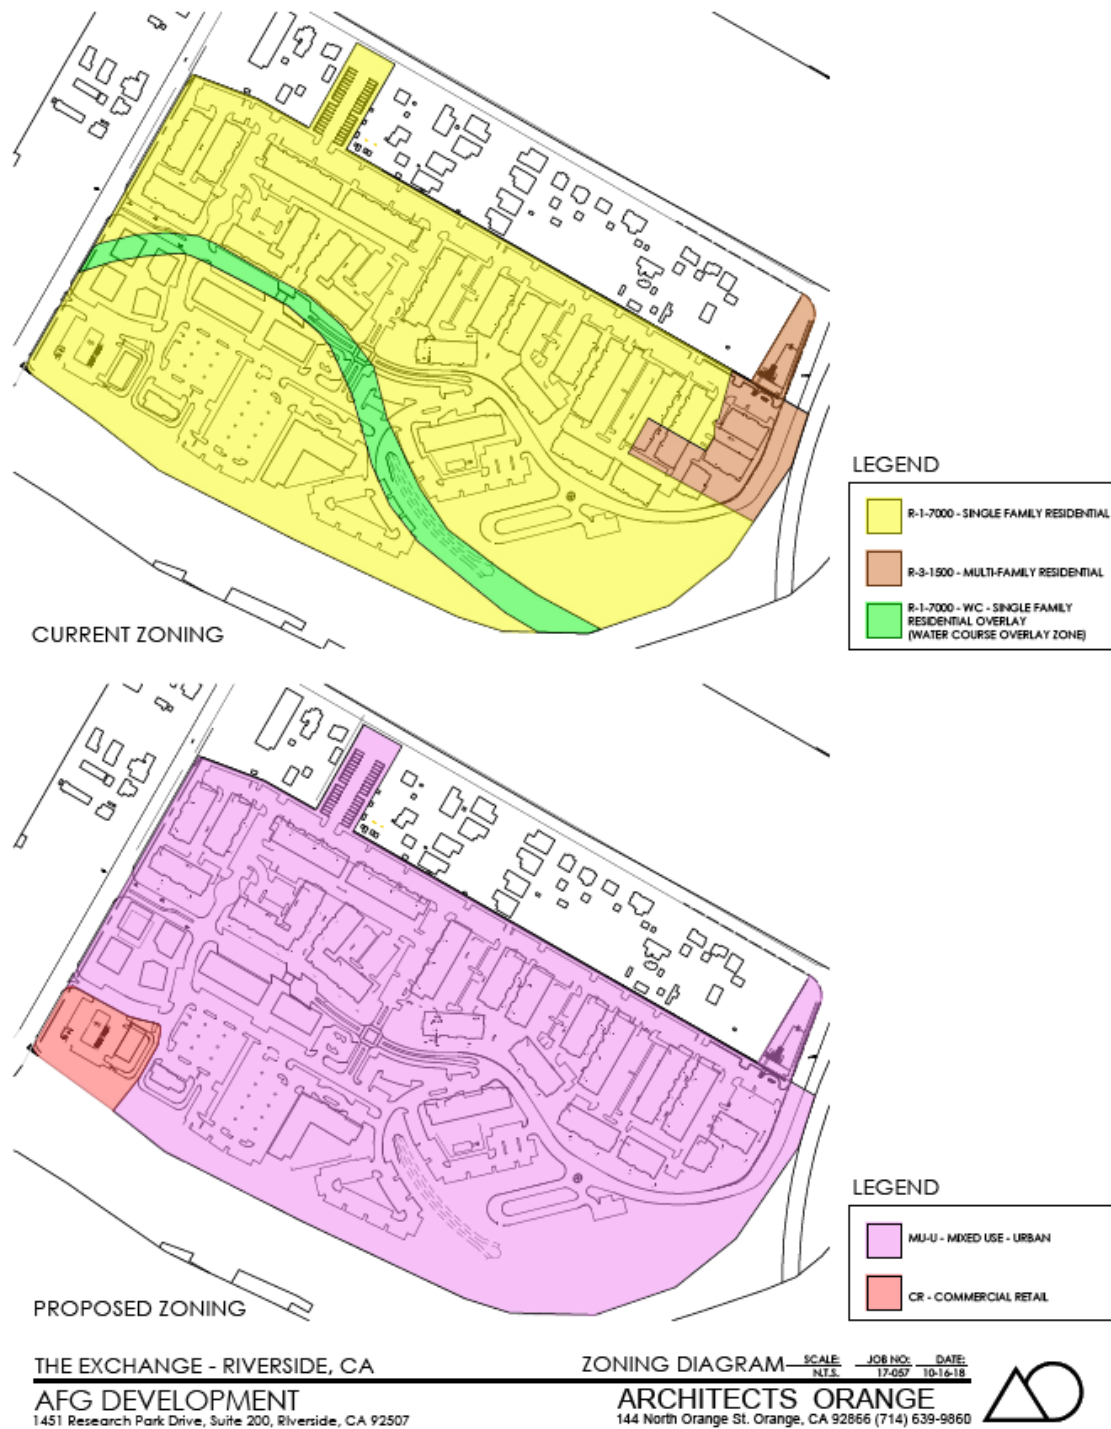 LEGEND
R-1-7000 - SINGLE FAMILY RESIDENTIAL
R-3-1500 - MULTI-FAMILY RESIDENTIAL
R-1-7000 - WC - SINGLE FAMILY
RESIDENTIAL OVERLAY
(WATER COURSE OVERLAY ZONE)
CURRENT ZONING
LEGEND
MU-U - MIXED USE - URBAN
CR - COMMERCIAL RETAIL
PROPOSED ZONING
THE EXCHANGE - RIVERSIDE, CA
AFG DEVELOPMENT
1451 Research Park Drive, Suite 200, Riverside, CA 92507
ZONING DIAGRAM
SCALE: JOB NO: DATE:
N.T.S. 17-057 10-16-18
ARCHITECTS ORANGE
144 North Orange St. Orange, CA 92866 (714) 639-9860